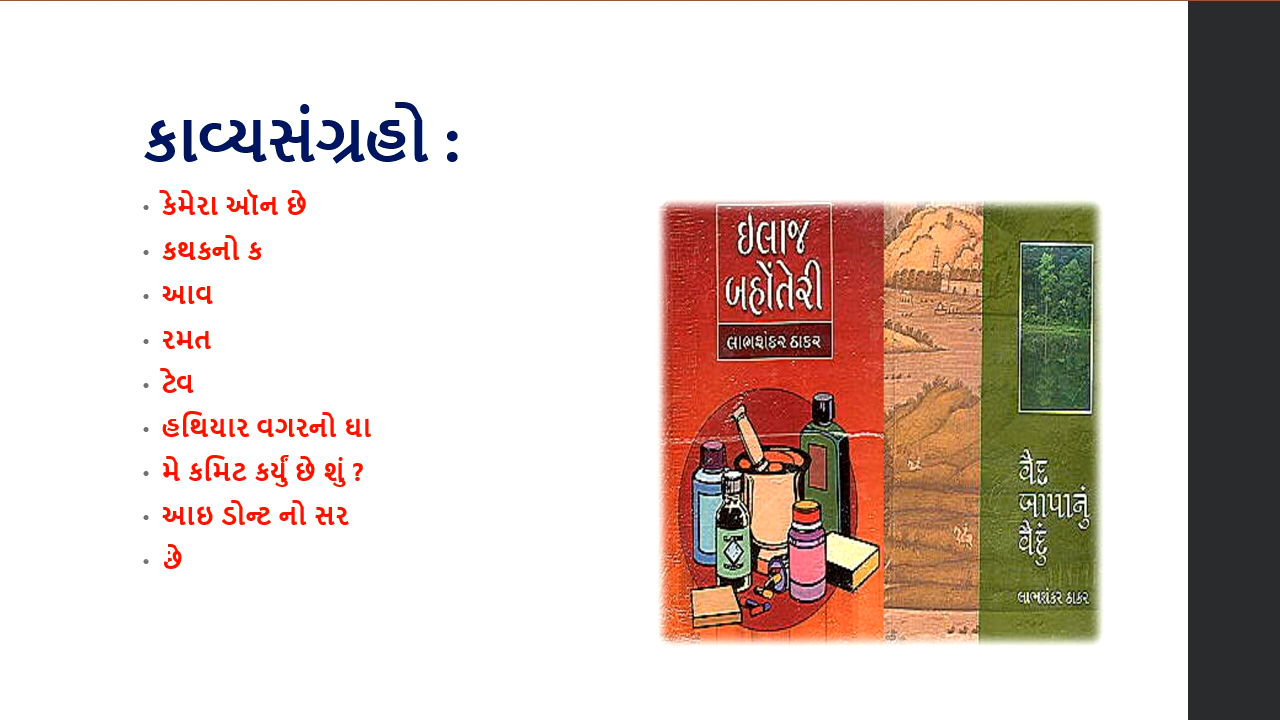 કાવ્યસંગ્રહો :
• કેમેરા ઑન છે
• કથકનો ક
• આવ
• રમત
• ટેવ
• હથિયાર વગરનો ઘા
• મે કમિટ કર્યું છે શું ?
• આઇ ડોન્ટ નો સર
• છે
ઇલાજ
બહોંતેરી
લાભશંકર ઠાકર
વૈદ
બાપાનું
વૈદું
લાભશંકર ઠાકર